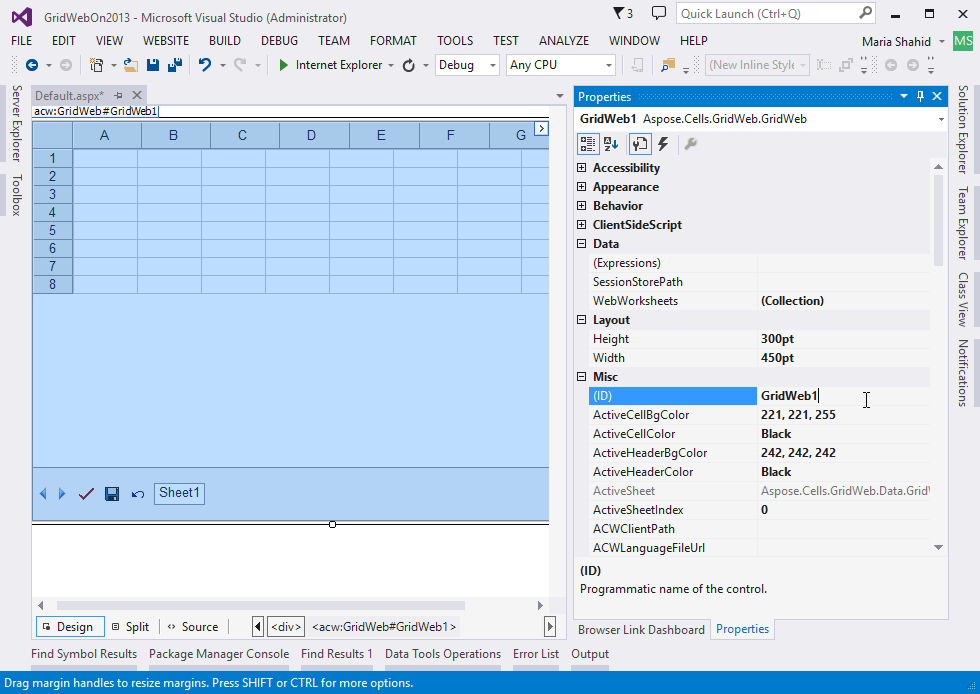 GridWebOn2013 - Microsoft Visual Studio (Administrator)
3
Quick Launch (Ctrl+Q)
FILE EDIT VIEW WEBSITE BUILD DEBUG TEAM FORMAT TOOLS TEST ANALYZE WINDOW HELP
Maria Shahid
MS
Internet Explorer
Debug
Any CPU
(New Inline Style
Server Explorer
Toolbox
Default.aspx*
acw:GridWeb#GridWeb1
A B C D E F G
1
2
3
4
5
6
7
8
Sheet1
Design
Split
Source
<div>
<acw:GridWeb#GridWeb1>
Properties
GridWeb1 Aspose.Cells.GridWeb.GridWeb
Accessibility
Appearance
Behavior
ClientSideScript
Data
(Expressions)
SessionStorePath
WebWorksheets (Collection)
Layout
Height 300pt
Width 450pt
Misc
(ID) GridWeb1
ActiveCellBgColor 221, 221, 255
ActiveCellColor Black
ActiveHeaderBgColor 242, 242, 242
ActiveHeaderColor Black
ActiveSheet Aspose.Cells.GridWeb.Data.GridW
ActiveSheetIndex 0
ACWClientPath
ACWLanguageFileUrl
(ID)
Programmatic name of the control.
Browser Link Dashboard
Properties
Solution Explorer
Team Explorer
Class View
Notifications
Find Symbol Results Package Manager Console Find Results 1 Data Tools Operations Error List Output
Drag margin handles to resize margins. Press SHIFT or CTRL for more options.